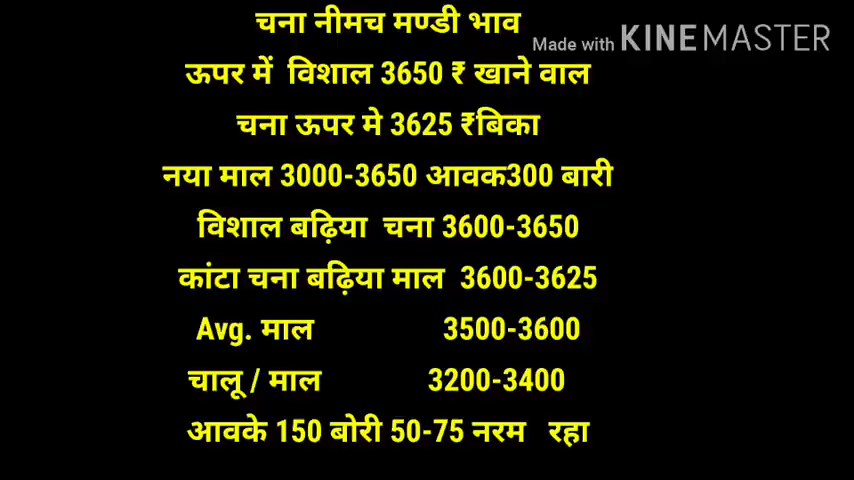 चना नीमच मण्डी भाव
Made with KINEMASTER
ऊपर में विशाल 3650 ₹ खाने वाल
चना ऊपर मे 3625 ₹बिका
नया माल 3000-3650 आवक300 बारी
विशाल बढ़िया चना 3600-3650
कांटा चना बढ़िया माल 3600-3625
Avg. माल 3500-3600
चालू / माल 3200-3400
आवके 150 बोरी 50-75 नरम रहा